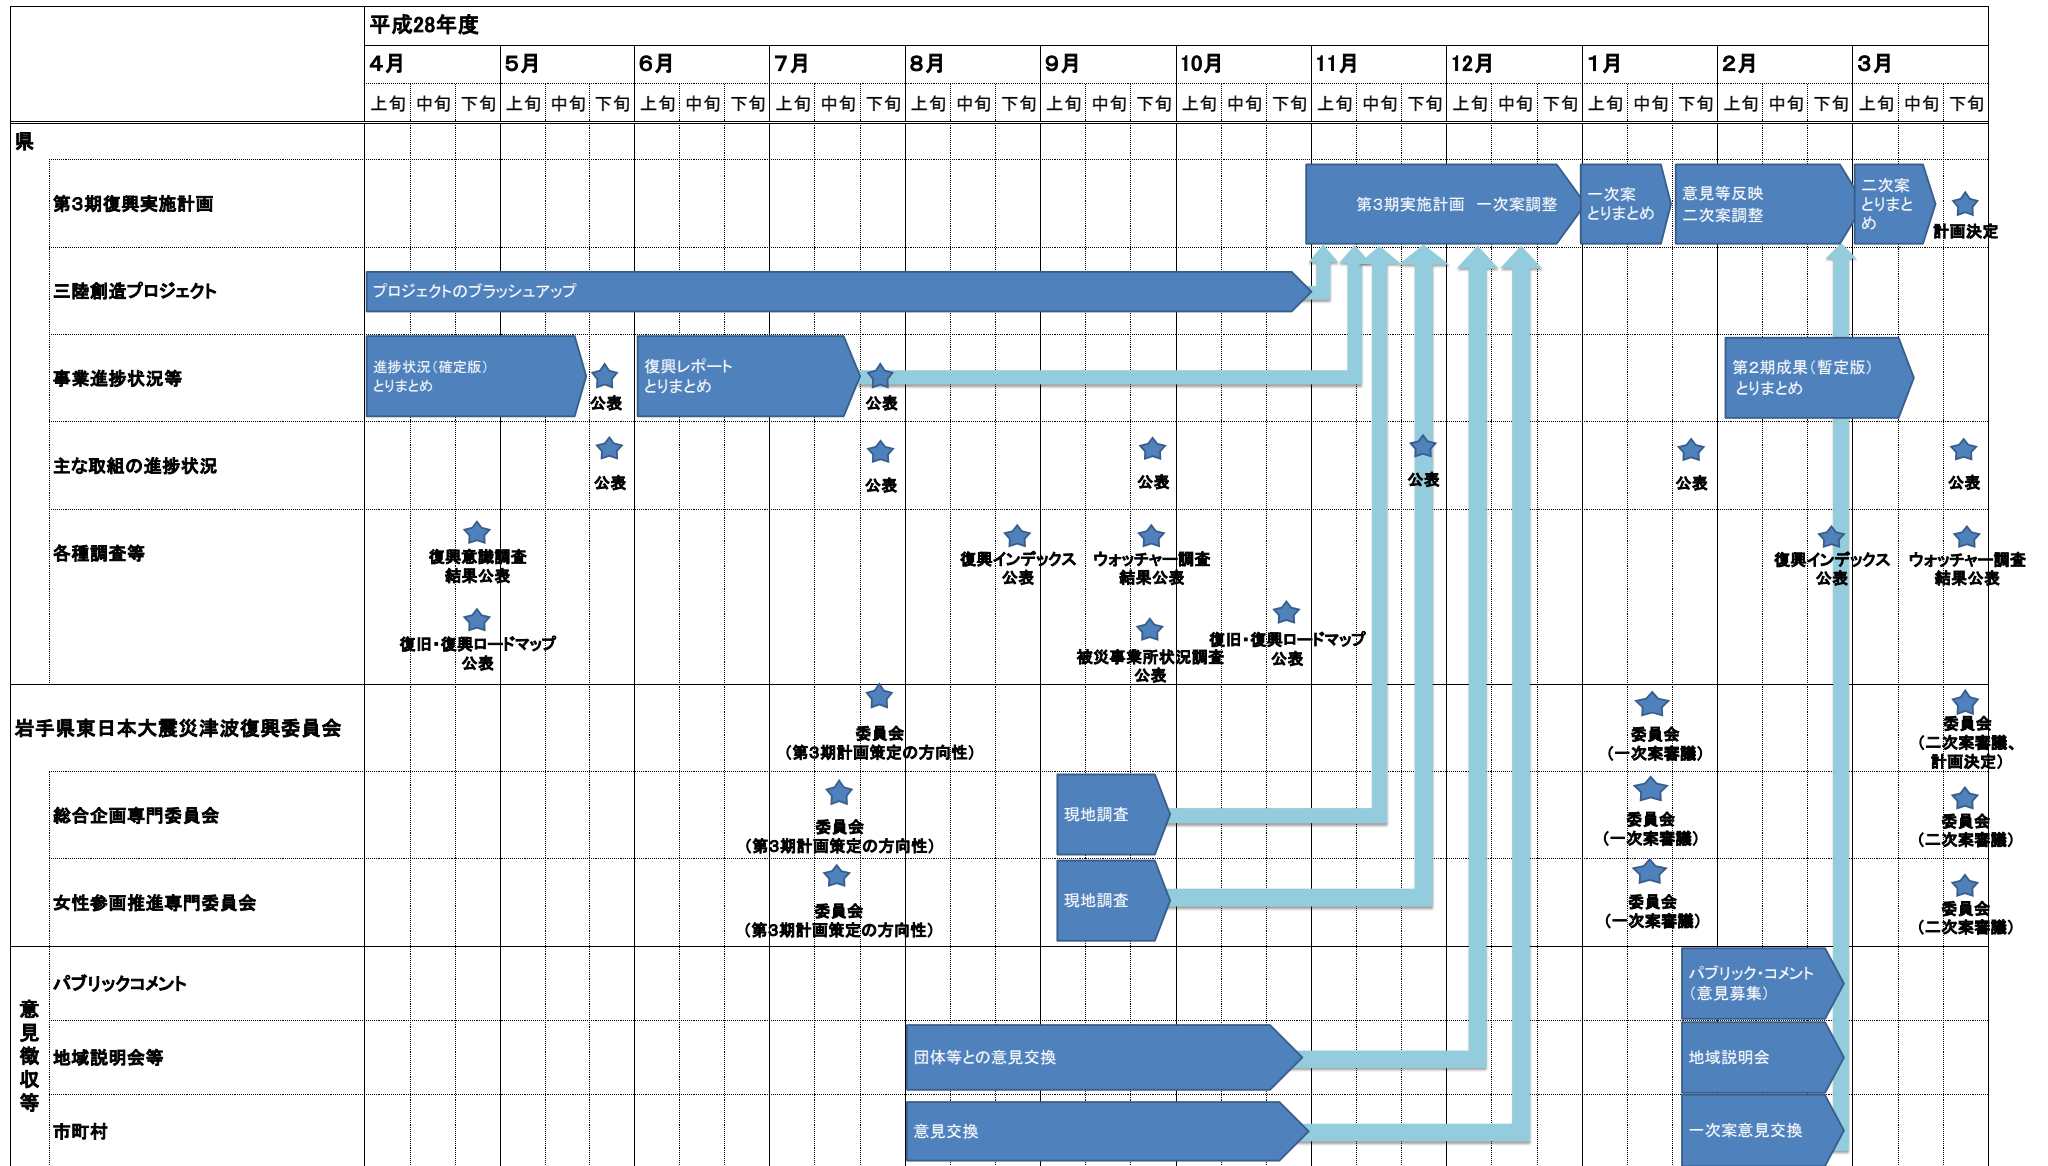 平成28年度
4月 5月 6月 7月 8月 9月 10月 11月 12月 1月 2月 3月
上旬 中旬 下旬 上旬 中旬 下旬 上旬 中旬 下旬 上旬 中旬 下旬 上旬 中旬 下旬 上旬 中旬 下旬 上旬 中旬 下旬 上旬 中旬 下旬 上旬 中旬 下旬 上旬 中旬 下旬 上旬 中旬 下旬 上旬 中旬 下旬
県
第3期復興実施計画
第3期実施計画 一次案調整
一次案
とりまとめ
意見等反映
二次案調整
二次案
とりまと
め
計画決定
三陸創造プロジェクト
プロジェクトのブラッシュアップ
事業進捗状況等
進捗状況(確定版)
とりまとめ
公表
復興レポート
とりまとめ
公表
第2期成果(暫定版)
とりまとめ
主な取組の進捗状況
公表
公表
公表
公表
公表
公表
各種調査等
復興意識調査
結果公表
復興インデックス
公表
ウォッチャー調査
結果公表
復興インデックス
公表
ウォッチャー調査
結果公表
復旧・復興ロードマップ
公表
被災事業所状況調査
公表
復旧・復興ロードマップ
公表
岩手県東日本大震災津波復興委員会
委員会
(第3期計画策定の方向性)
委員会
(一次案審議)
委員会
(二次案審議、
計画決定)
総合企画専門委員会
委員会
(第3期計画策定の方向性)
現地調査
委員会
(一次案審議)
委員会
(二次案審議)
女性参画推進専門委員会
委員会
(第3期計画策定の方向性)
現地調査
委員会
(一次案審議)
委員会
(二次案審議)
意見徴収等
パブリックコメント
パブリック・コメント
(意見募集)
地域説明会等
団体等との意見交換
地域説明会
市町村
意見交換
一次案意見交換